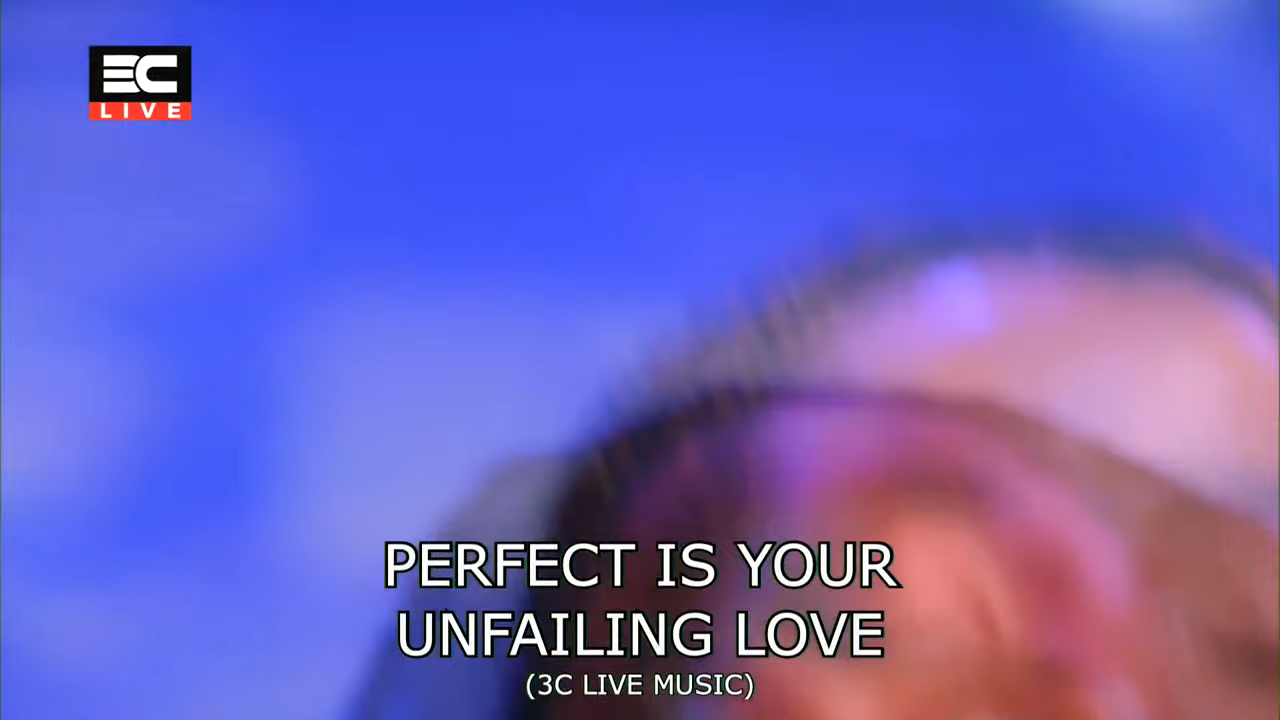 3C
LIVE
PERFECT IS YOUR
UNFAILING LOVE
(3C LIVE MUSIC)